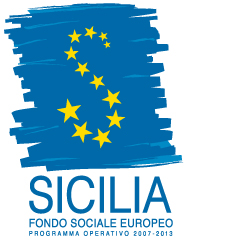 SICILIA
FONDO SOCIALE EUROPEO
PROGRAMMA OPERATIVO 2007-2013